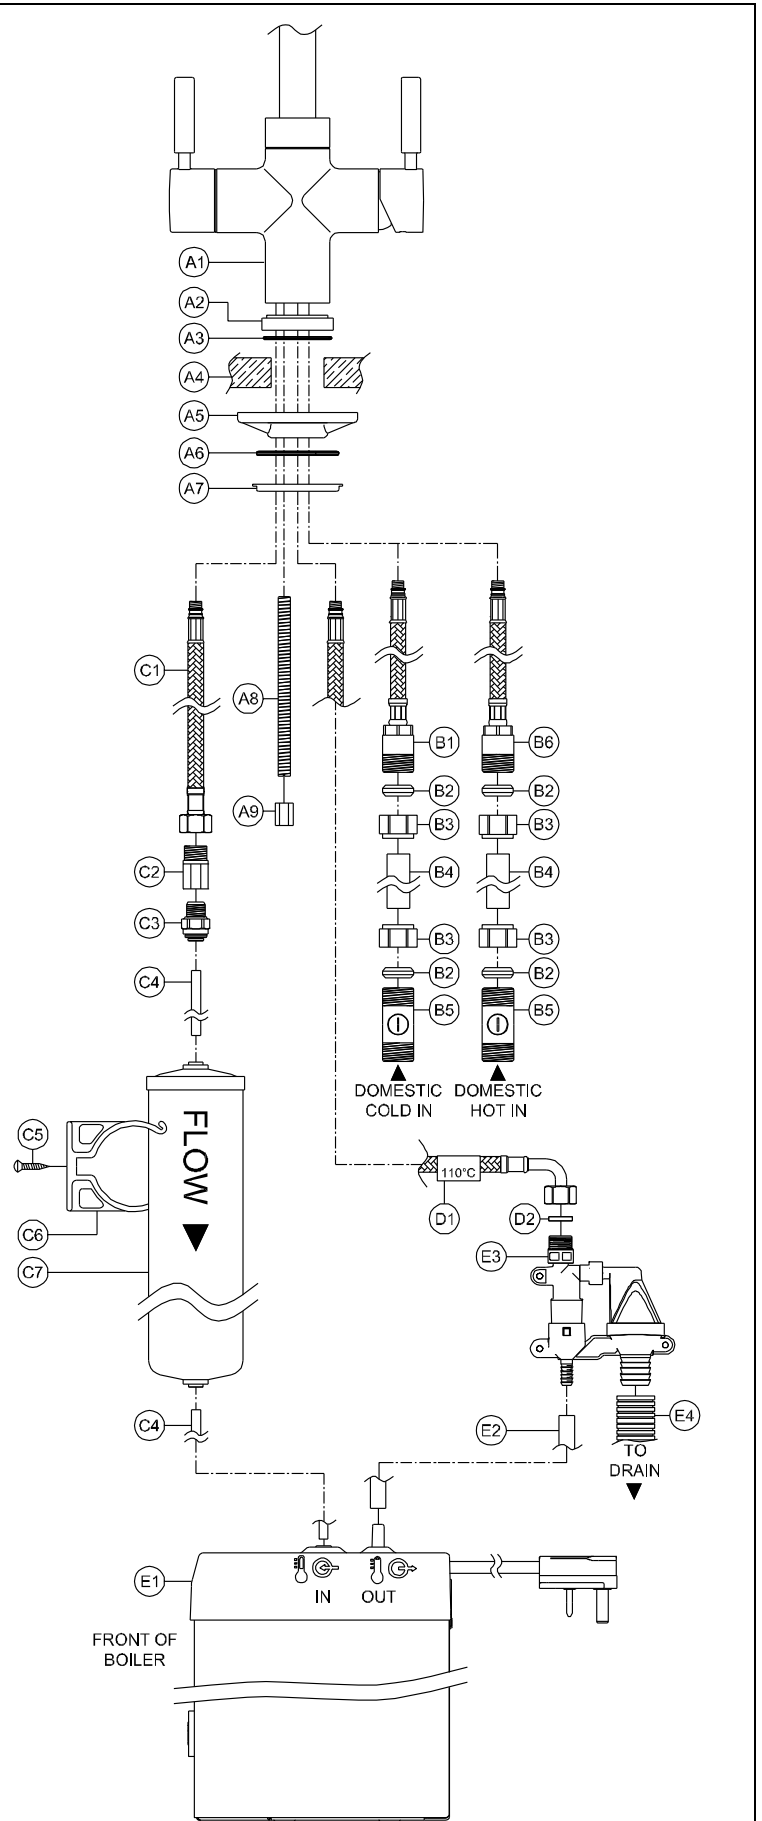 A1
A2
A3
A4
A5
A6
A7
C1
A8
A9
B1
B6
B2
B2
B3
B3
C2
B4
B4
C3
B3
B3
B2
B2
C4
B5
B5
DOMESTIC
COLD IN
DOMESTIC
HOT IN
FLOW
C5
C6
C7
110°C
D1
D2
E3
C4
E2
E4
TO
DRAIN
E1
IN
OUT
FRONT OF
BOILER